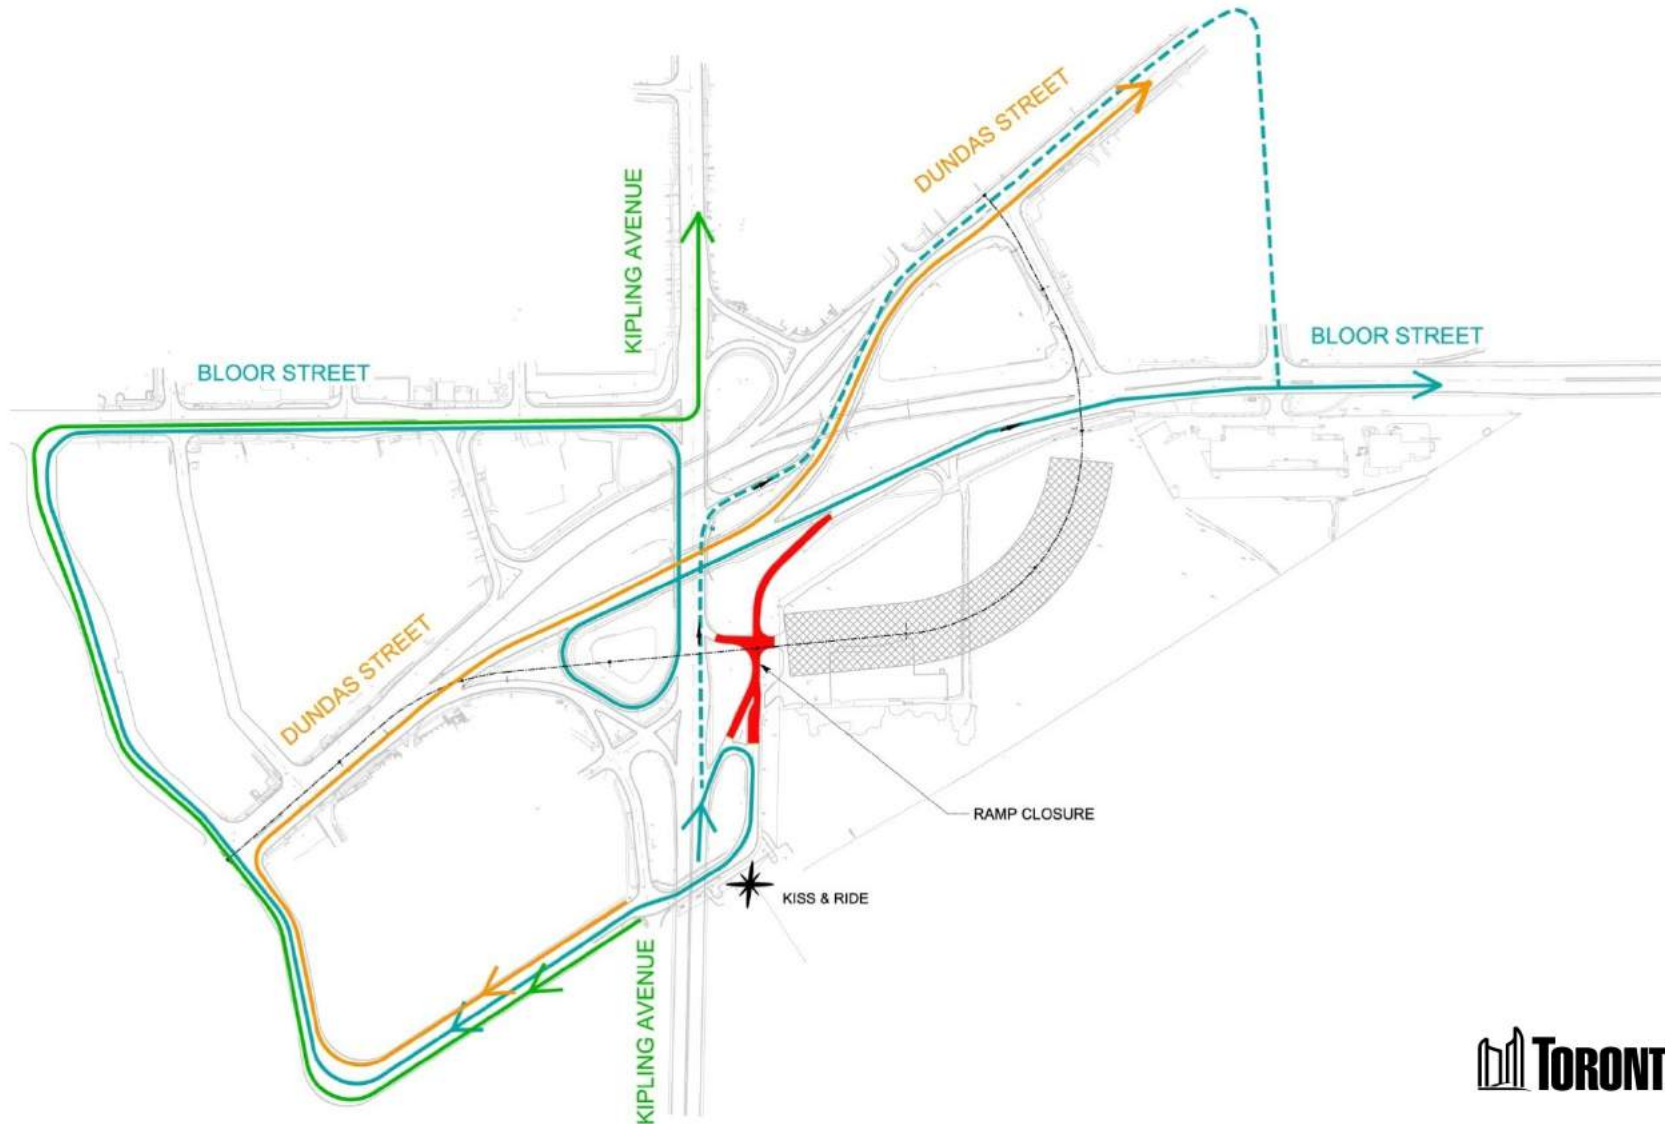 DUNDAS STREET
KIPLING AVENUE
BLOOR STREET
BLOOR STREET
DUNDAS STREET
RAMP CLOSURE
KISS & RIDE
KIPLING AVENUE
TORONT